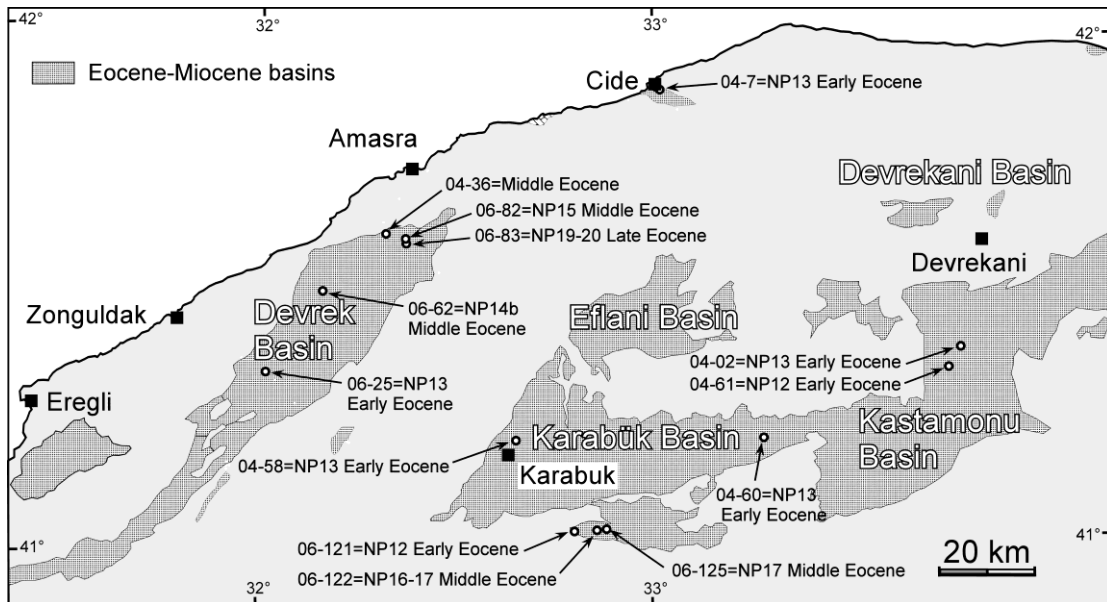 42°
32°
33°
42°
Eocene-Miocene basins
Cide
04-7=NP13 Early Eocene
Amasra
Devrekani Basin
04-36=Middle Eocene
06-82=NP15 Middle Eocene
06-83=NP19-20 Late Eocene
Devrekani
Zonguldak
Devrek
Basin
06-62=NP14b
Middle Eocene
Eflani Basin
04-02=NP13 Early Eocene
04-61=NP12 Early Eocene
06-25=NP13
Early Eocene
Eregli
Kastamonu
Basin
Karabük Basin
04-58=NP13 Early Eocene
Karabuk
04-60=NP13
Early Eocene
06-121=NP12 Early Eocene
06-122=NP16-17 Middle Eocene
06-125=NP17 Middle Eocene
41°
41°
20 km
32°
33°